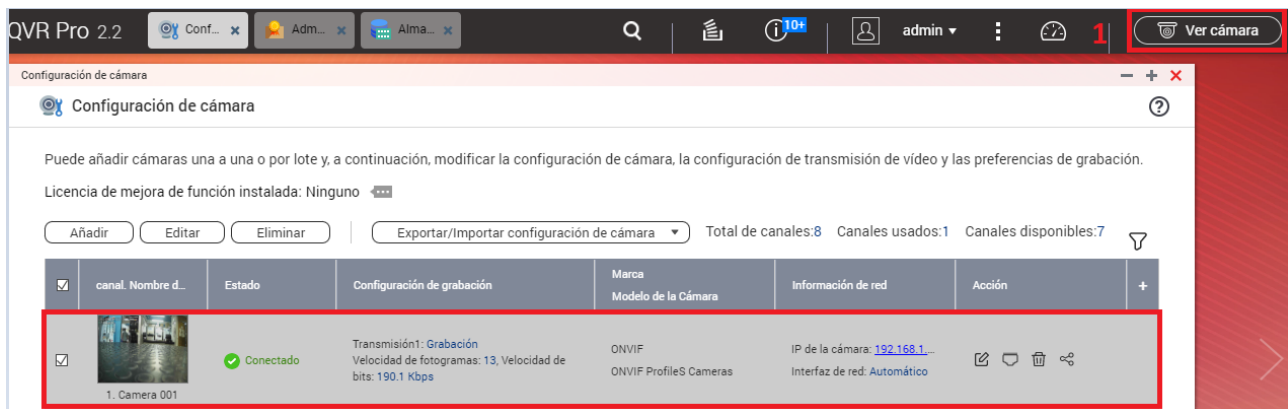 QVR Pro 2.2 Conf... x Adm... x Alma... x 10+ admin 1 Ver cámara
Configuración de cámara
Configuración de cámara
Puede añadir cámaras una a una o por lote y, a continuación, modificar la configuración de cámara, la configuración de transmisión de vídeo y las preferencias de grabación.
Licencia de mejora de función instalada: Ninguno
Añadir Editar Eliminar Exportar/Importar configuración de cámara Total de canales:8 Canales usados:1 Canales disponibles:7
canal. Nombre d... Estado Configuración de grabación Marca
Modelo de la Cámara Información de red Acción
Conectado
Transmisión1: Grabación
Velocidad de fotogramas: 13, Velocidad de
bits: 190.1 Kbps
ONVIF
ONVIF ProfileS Cameras
IP de la cámara: 192.168.1....
Interfaz de red: Automático
1. Camera 001